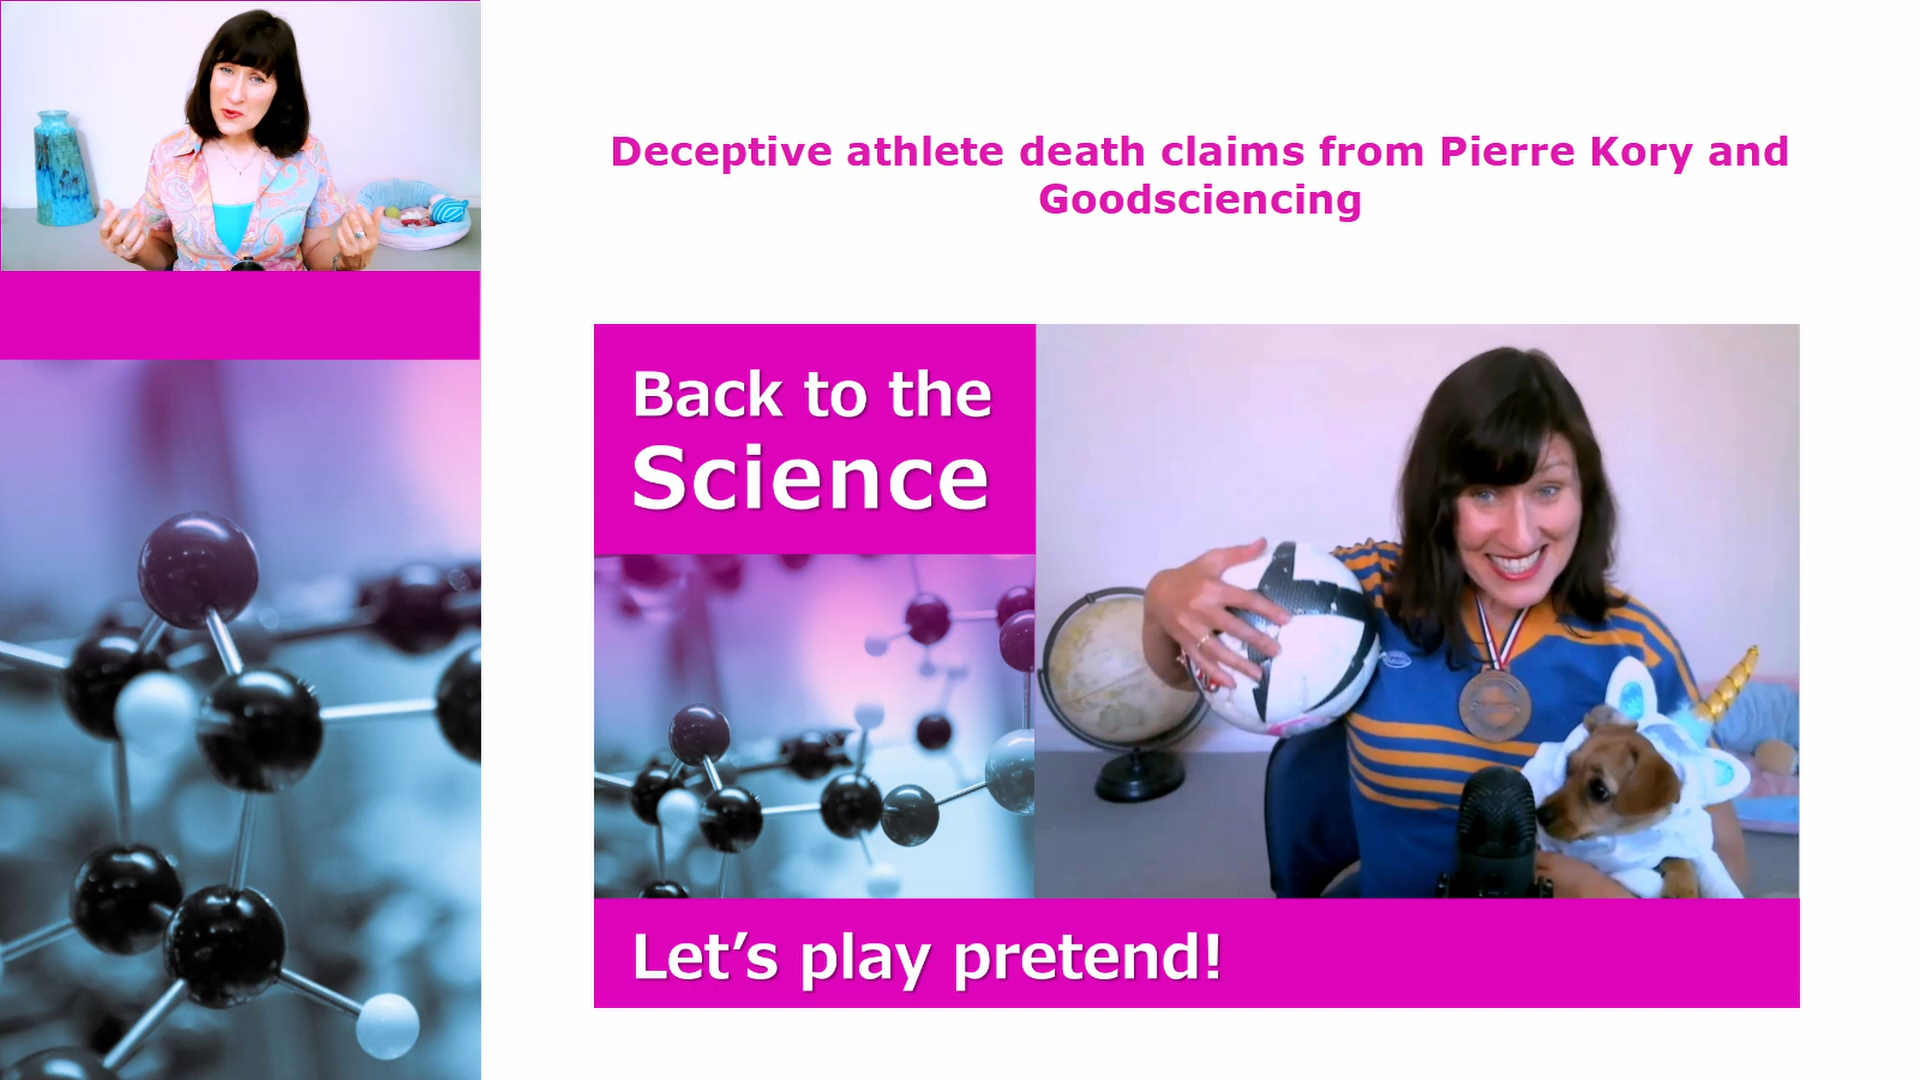 Deceptive athlete death claims from Pierre Kory and
Goodsciencing
Back to the
Science
Let’s play pretend!